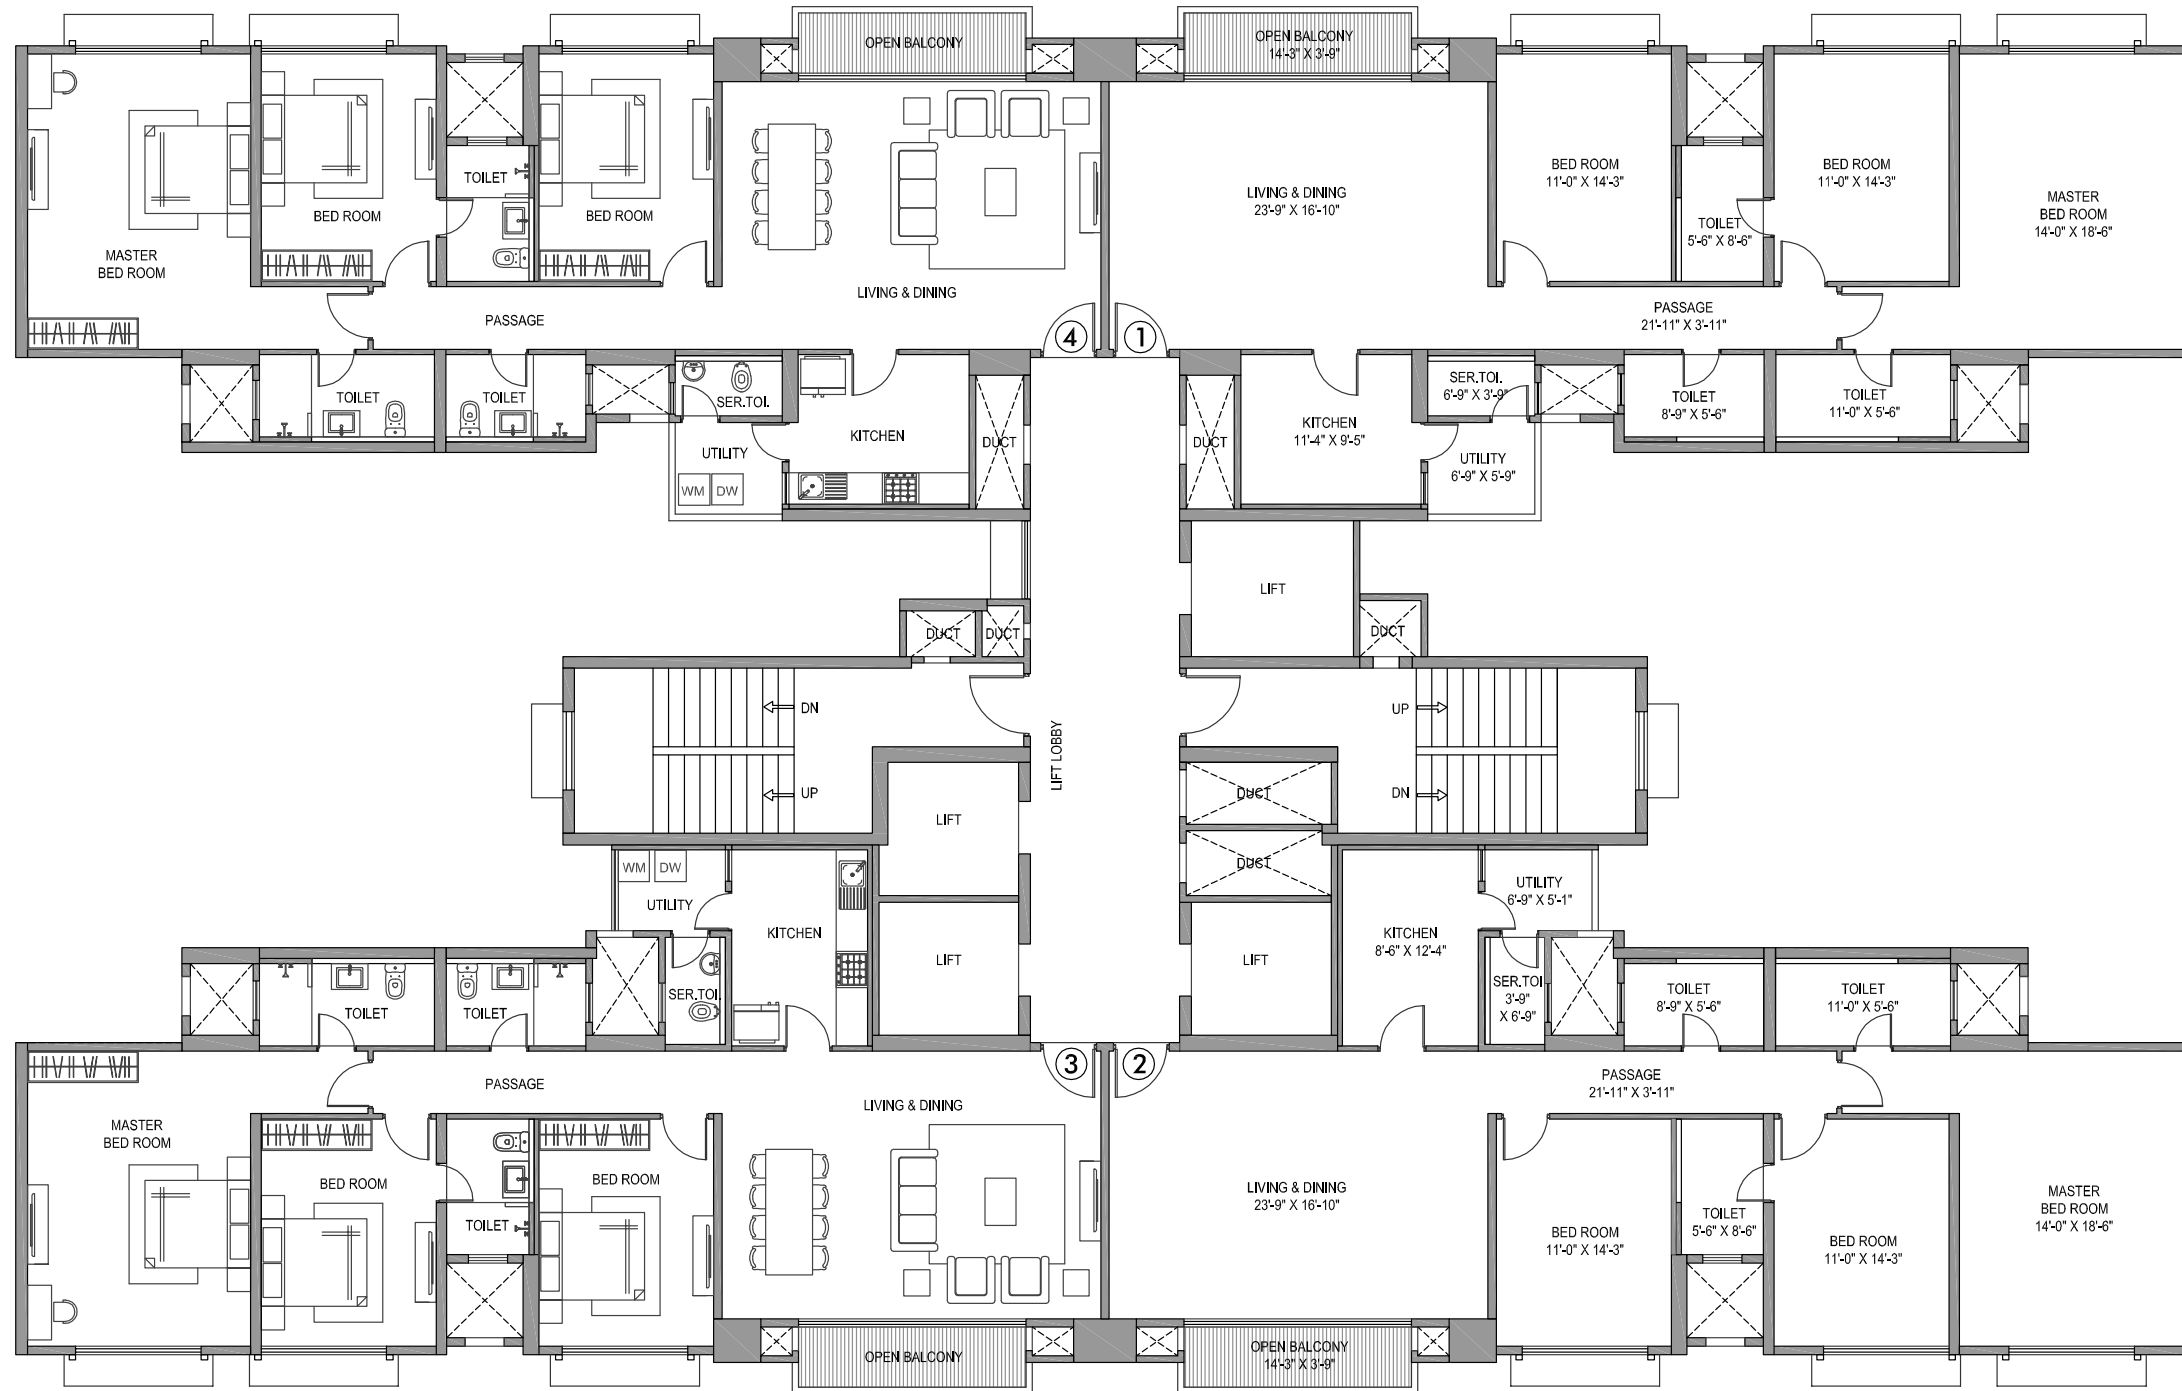 OPEN BALCONY
OPEN BALCONY
14'-3" X 3'-9"
TOILET
BED ROOM
BED ROOM
MASTER
BED ROOM
LIVING & DINING
PASSAGE
LIVING & DINING
23'-9" X 16'-10"
BED ROOM
11'-0" X 14'-3"
TOILET
5'-6" X 8'-6"
BED ROOM
11'-0" X 14'-3"
MASTER
BED ROOM
14'-0" X 18'-6"
PASSAGE
21'-11" X 3'-11"
4
1
TOILET
TOILET
SER.TOI.
KITCHEN
UTILITY
WM
DW
DUCT
DUCT
KITCHEN
11'-4" X 9'-5"
SER.TOI.
6'-9" X 3'-9"
UTILITY
6'-9" X 5'-9"
TOILET
8'-9" X 5'-6"
TOILET
11'-0" X 5'-6"
LIFT
DUCT
DUCT
DUCT
DN
UP
LIFT LOBBY
UP
DN
LIFT
DUCT
DUCT
WM
DW
UTILITY
KITCHEN
LIFT
LIFT
KITCHEN
8'-6" X 12'-4"
UTILITY
6'-9" X 5'-1"
TOILET
TOILET
SER.TOI.
SER.TOI
3'-9"
X 6'-9"
TOILET
8'-9" X 5'-6"
TOILET
11'-0" X 5'-6"
3
2
PASSAGE
LIVING & DINING
PASSAGE
21'-11" X 3'-11"
MASTER
BED ROOM
BED ROOM
TOILET
BED ROOM
LIVING & DINING
23'-9" X 16'-10"
BED ROOM
11'-0" X 14'-3"
TOILET
5'-6" X 8'-6"
BED ROOM
11'-0" X 14'-3"
MASTER
BED ROOM
14'-0" X 18'-6"
OPEN BALCONY
OPEN BALCONY
14'-3" X 3'-9"